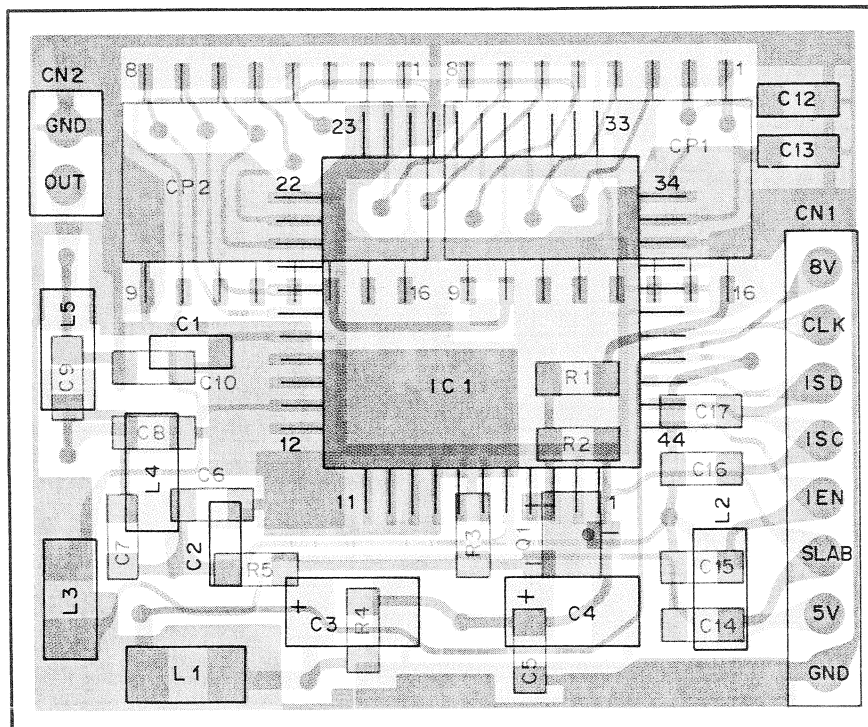 8
1
8
1
CN2
GND
OUT
23
33
C12
C13
CP1
CP2
22
34
CN1
8V
9
16
9
16
L5
C1
CLK
C9
C10
IC1
R1
ISD
C17
C8
12
R2
44
ISC
L4
C6
C16
11
1
IEN
L2
C7
C2
R3
Q1
R5
C15
SLAB
L3
+
C3
R4
+
C4
C14
5V
L1
C5
GND